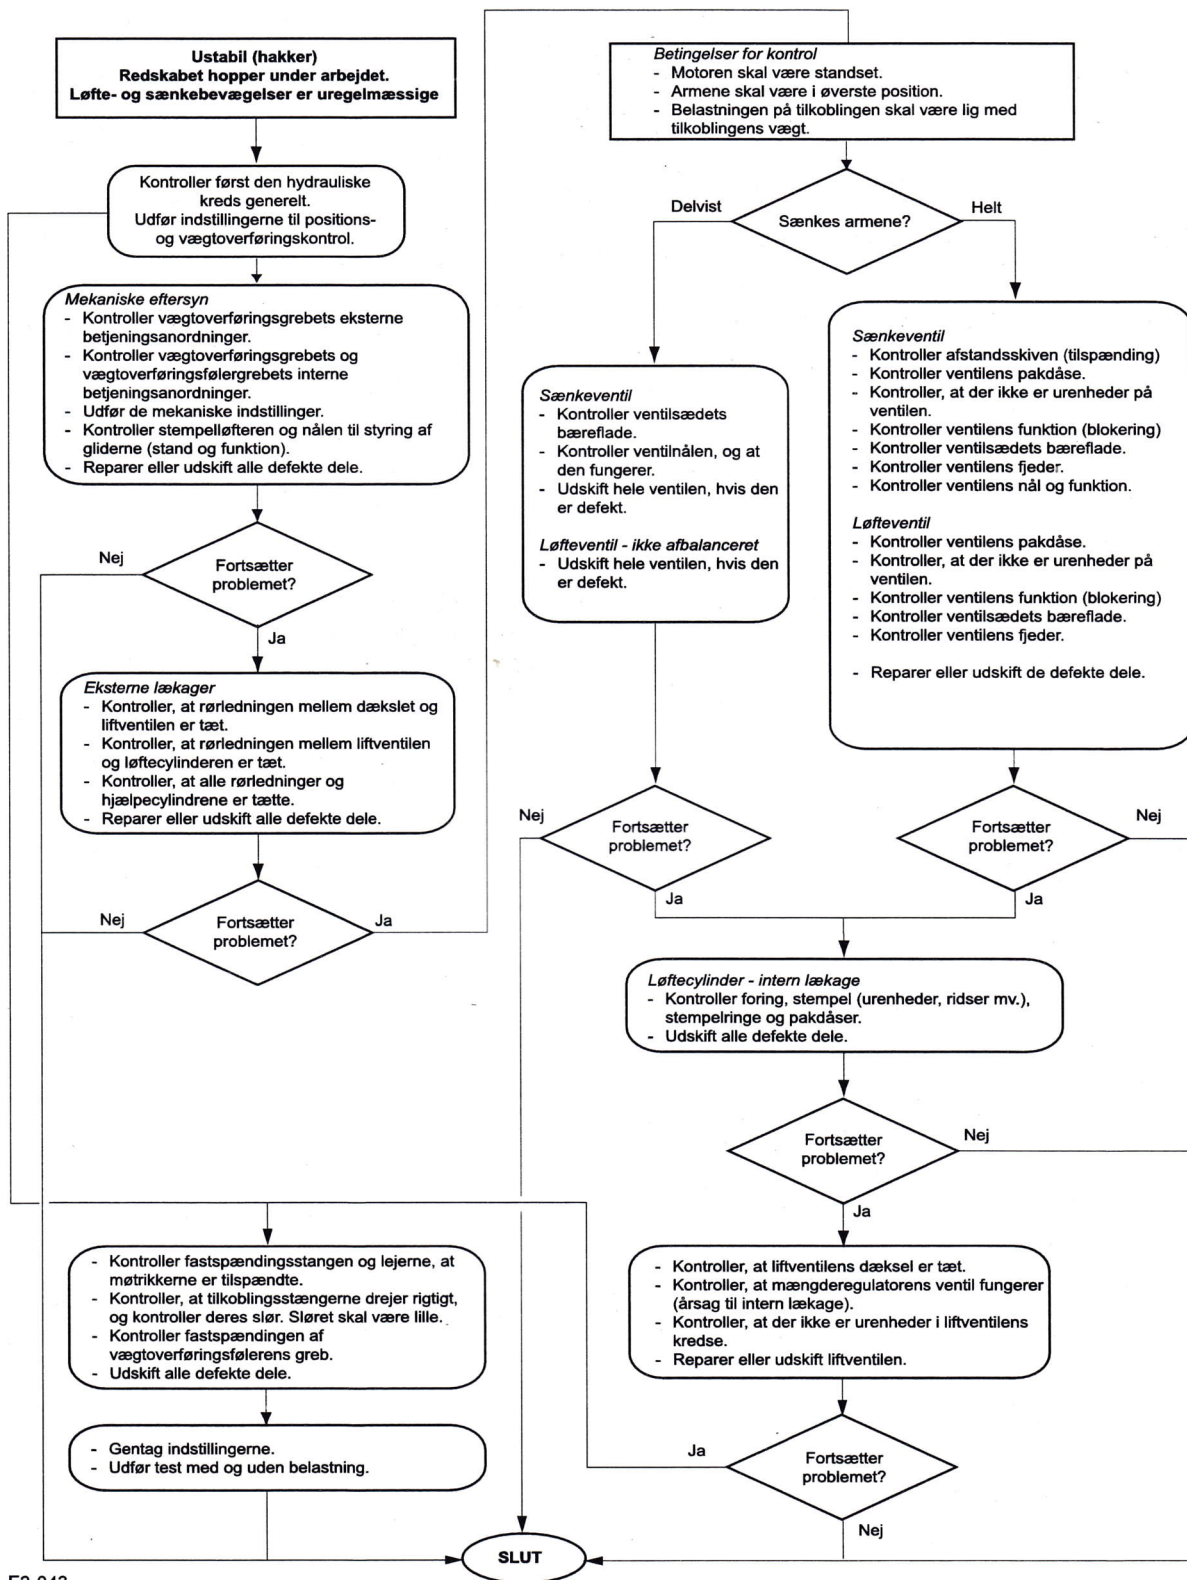 Ustabil (hakker)
Redskabet hopper under arbejdet.
Løfte- og sænkebevægelser er uregelmæssige
Kontroller først den hydrauliske
kreds generelt.
Udfør indstillingerne til positions-
og vægtoverføringskontrol.
Mekaniske eftersyn
- Kontroller vægtoverføringsgrebets eksterne
betjeningsanordninger.
- Kontroller vægtoverføringsgrebets og
vægtoverføringsfølergrebets interne
betjeningsanordninger.
- Udfør de mekaniske indstillinger.
- Kontroller stempelløfteren og nålen til styring af
gliderne (stand og funktion).
- Reparer eller udskift alle defekte dele.
Nej
Fortsætter
problemet?
Ja
Eksterne lækager
- Kontroller, at rørledningen mellem dækslet og
liftventilen er tæt.
- Kontroller, at rørledningen mellem liftventilen
og løftecylinderen er tæt.
- Kontroller, at alle rørledninger og
hjælpecylindrene er tætte.
- Reparer eller udskift alle defekte dele.
Nej
Fortsætter
problemet?
Ja
Betingelser for kontrol
- Motoren skal være standset.
- Armene skal være i øverste position.
- Belastningen på tilkoblingen skal være lig med
tilkoblingens vægt.
Delvist
Sænkes armene?
Helt
Sænkeventil
- Kontroller ventilsædets
bæreflade.
- Kontroller ventilnålen, og at
den fungerer.
- Udskift hele ventilen, hvis den
er defekt.
Løfteventil - ikke afbalanceret
- Udskift hele ventilen, hvis den
er defekt.
Sænkeventil
- Kontroller afstandsskiven (tilspænding)
- Kontroller ventilens pakdåse.
- Kontroller, at der ikke er urenheder på
ventilen.
- Kontroller ventilens funktion (blokering)
- Kontroller ventilsædets bæreflade.
- Kontroller ventilens fjeder.
- Kontroller ventilens nål og funktion.
Løfteventil
- Kontroller ventilens pakdåse.
- Kontroller, at der ikke er urenheder på
ventilen.
- Kontroller ventilens funktion (blokering)
- Kontroller ventilsædets bæreflade.
- Kontroller ventilens fjeder.
- Reparer eller udskift de defekte dele.
Nej
Fortsætter
problemet?
Ja
Fortsætter
problemet?
Nej
Ja
Løftecylinder - intern lækage
- Kontroller foring, stempel (urenheder, ridser mv.),
stempelringe og pakdåser.
- Udskift alle defekte dele.
Fortsætter
problemet?
Nej
Ja
- Kontroller, at liftventilens dæksel er tæt.
- Kontroller, at mængderegulatorens ventil fungerer
(årsag til intern lækage).
- Kontroller, at der ikke er urenheder i liftventilens
kredse.
- Reparer eller udskift liftventilen.
Ja
Fortsætter
problemet?
Nej
- Kontroller fastspændingsstangen og lejerne, at
møtrikkerne er tilspændte.
- Kontroller, at tilkoblingsstængerne drejer rigtigt,
og kontroller deres slør. Sløret skal være lille.
- Kontroller fastspændingen af
vægtoverføringsfølerens greb.
- Udskift alle defekte dele.
- Gentag indstillingerne.
- Udfør test med og uden belastning.
SLUT